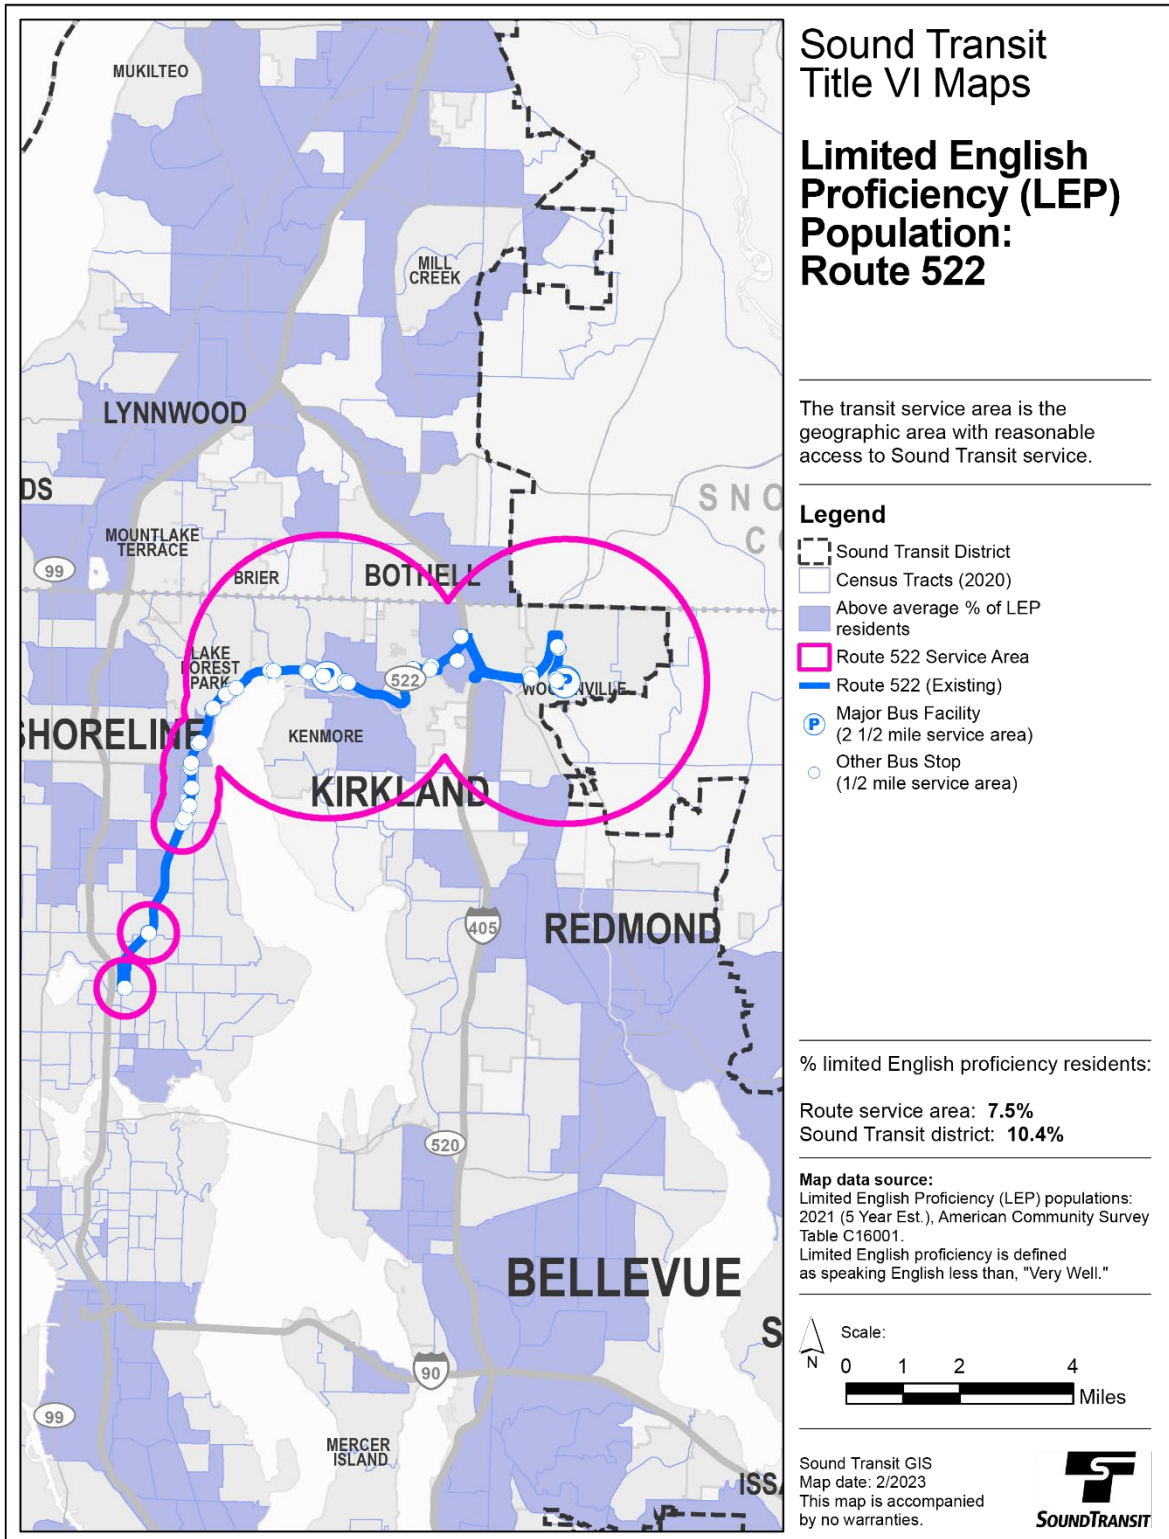 Sound Transit
Title VI Maps
Limited English
Proficiency (LEP)
Population:
Route 522
The transit service area is the
geographic area with reasonable
access to Sound Transit service.
Legend
Sound Transit District
Census Tracts (2020)
Above average % of LEP
residents
Route 522 Service Area
Route 522 (Existing)
P
Major Bus Facility
(2 1/2 mile service area)
Other Bus Stop
(1/2 mile service area)
% limited English proficiency residents:
Route service area: 7.5%
Sound Transit district: 10.4%
Map data source:
Limited English Proficiency (LEP) populations:
2021 (5 Year Est.), American Community Survey
Table C16001.
Limited English proficiency is defined
as speaking English less than, "Very Well."
Scale:
N
0 1 2 4
Miles
Sound Transit GIS
Map date: 2/2023
This map is accompanied
by no warranties.
SOUNDTRANSIT
MUKILTEO
MILL
CREEK
LYNNWOOD
DS
SNO
CO
MOUNTLAKE
TERRACE
99
BRIER
BOTHELL
LAKE
FOREST
PARK
522
WOODINVILLE
P
SHORELINE
KENMORE
KIRKLAND
405
REDMOND
520
BELLEVUE
S
90
99
MERCER
ISLAND
ISSA